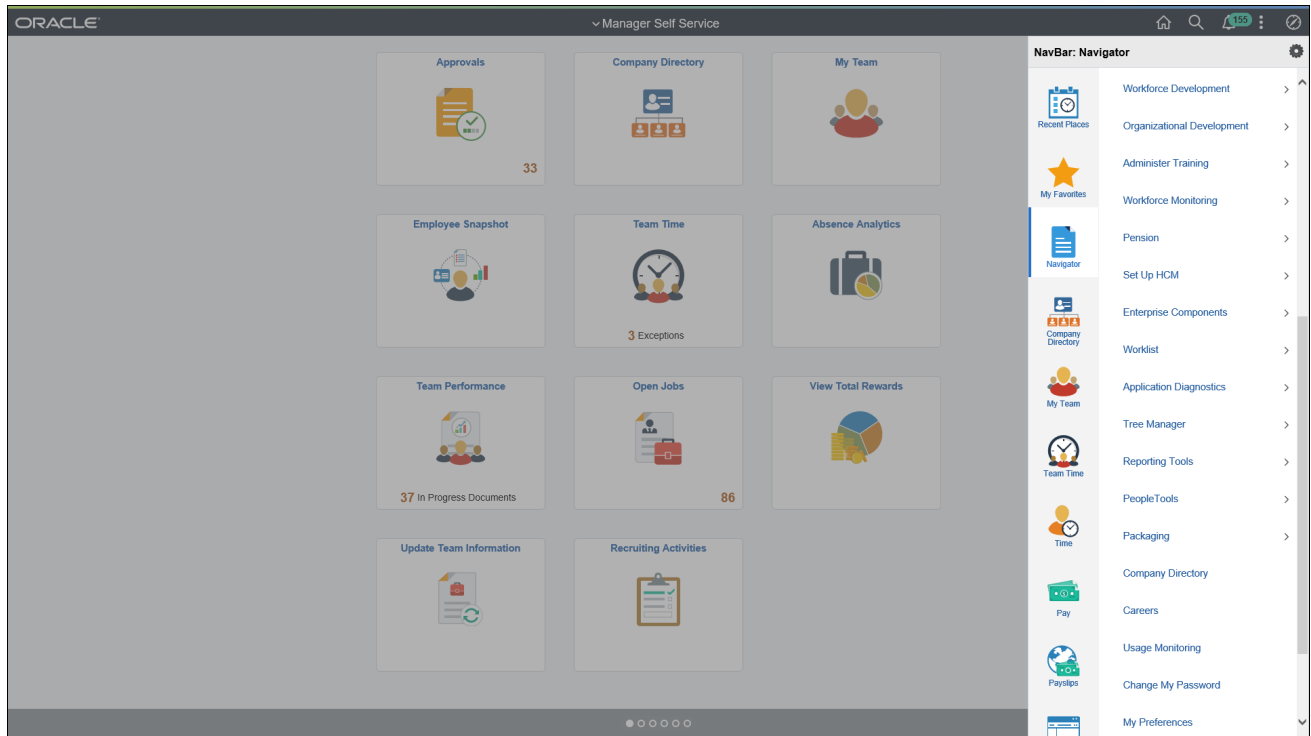 ORACLE
Manager Self Service
155
NavBar: Navigator
Approvals
33
Company Directory
My Team
Employee Snapshot
Team Time
3 Exceptions
Absence Analytics
Team Performance
37 In Progress Documents
Open Jobs
86
View Total Rewards
Update Team Information
Recruiting Activities
Recent Places
My Favorites
Navigator
Company
Directory
My Team
Team Time
Time
Pay
Payslips
Workforce Development
Organizational Development
Administer Training
Workforce Monitoring
Pension
Set Up HCM
Enterprise Components
Worklist
Application Diagnostics
Tree Manager
Reporting Tools
PeopleTools
Packaging
Company Directory
Careers
Usage Monitoring
Change My Password
My Preferences